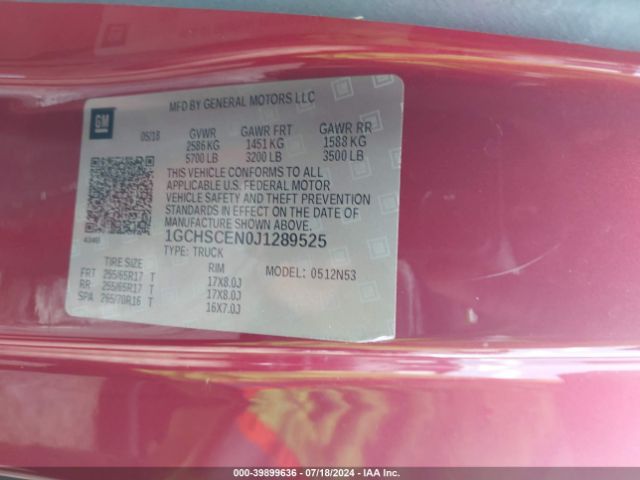 MFD BY GENERAL MOTORS LLC
GM
05/18 GVWR GAWR FRT GAWR RR
2586 KG 1451 KG 1588 KG
5700 LB 3200 LB 3500 LB
THIS VEHICLE CONFORMS TO ALL
APPLICABLE U.S. FEDERAL MOTOR
VEHICLE SAFETY AND THEFT PREVENTION
STANDARDS IN EFFECT ON THE DATE OF
MANUFACTURE SHOWN ABOVE.
1GCHSCEN0J1289525
TYPE: TRUCK
TIRE SIZE RIM MODEL: 0512N53
FRT 255/65R17 T 17X8.0J
RR 255/65R17 T 17X8.0J
SPA 265/70R16 T 16X7.0J
000-39899636 / 07/18/2024 / IAA